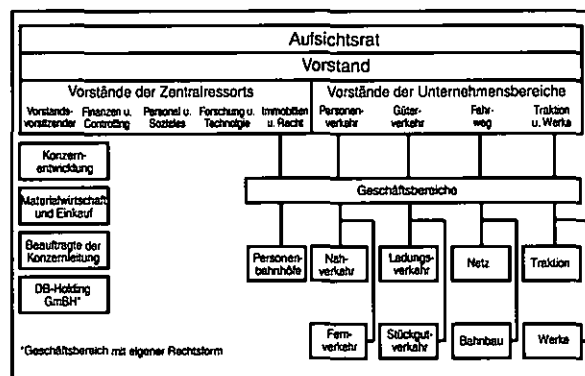 Aufsichtsrat
Vorstand
Vorstände der Zentralressorts
Vorstände der Unternehmensbereiche
Vorstands-
vorsitzender
Finanzen u.
Controlling
Personal u.
Soziales
Forschung u.
Technolgie
Immobilien
u. Recht
Personen-
verkehr
Güter-
verkehr
Fahr-
weg
Traktion
u. Werke
Konzern-
entwicklung
Materialwirtschaft
und Einkauf
Beauftragte der
Konzernleitung
DB-Holding
GmBH*
Geschäftsbereiche
Personen-
bahnhöfe
Nah-
verkehr
Ladungs-
verkehr
Netz
Traktion
Fern-
verkehr
Stückgut-
verkehr
Bahnbau
Werke
*Geschäftsbereich mit eigener Rechtsform